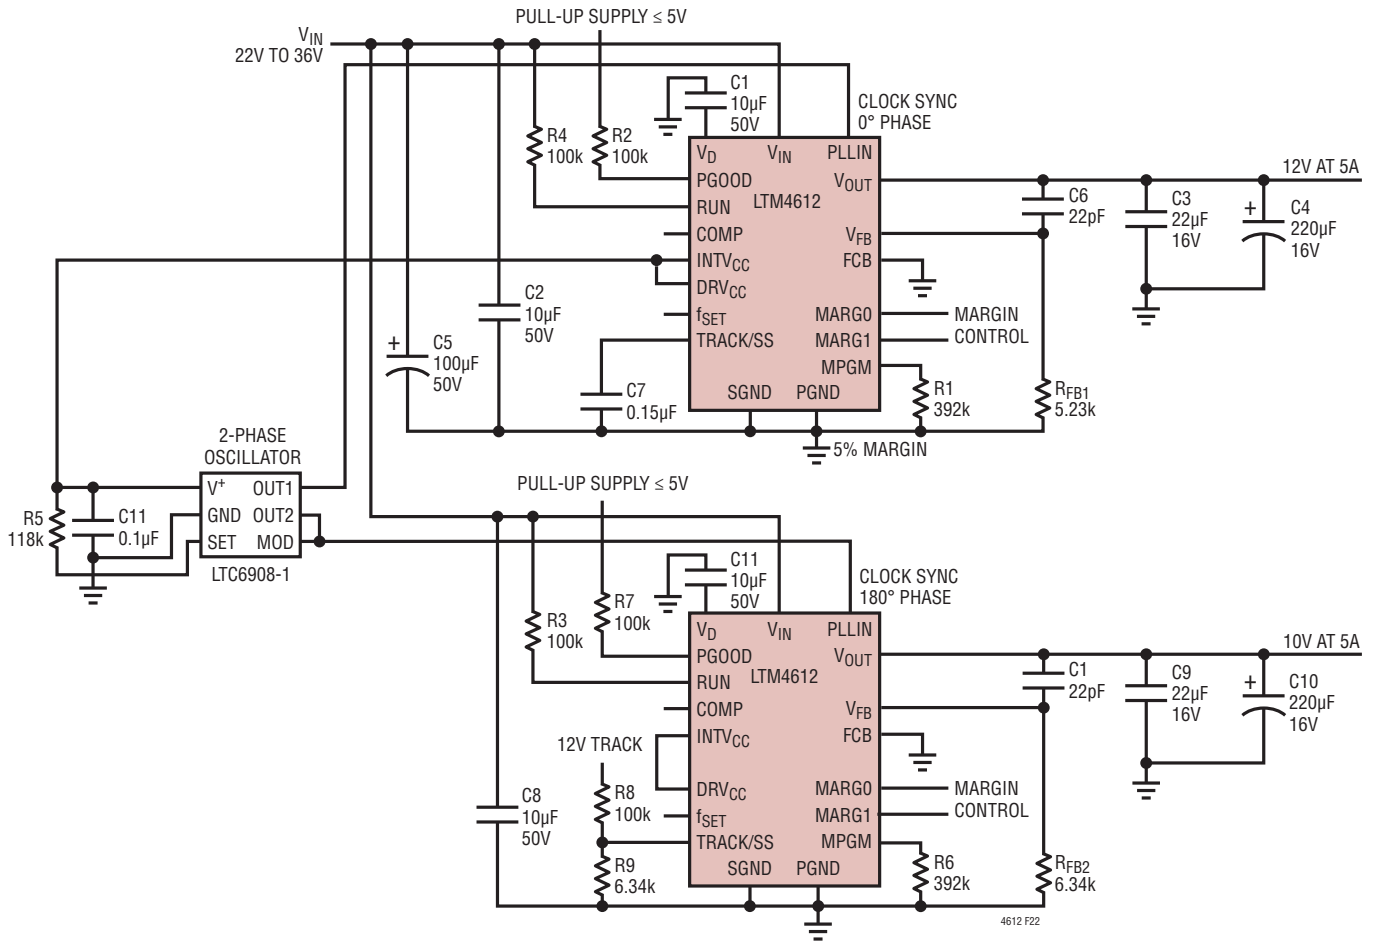 PULL-UP SUPPLY ≤ 5V
VIN
22V TO 36V
C1
10µF
50V
CLOCK SYNC
0° PHASE
R4
100k
R2
100k
VD
VIN
PLLIN
PGOOD
VOUT
LTM4612
RUN
COMP
VFB
INTVCC
FCB
DRVCC
fSET
MARG0
TRACK/SS
MARG1
MPGM
SGND
PGND
12V AT 5A
C6
22pF
C3
22µF
16V
+
C4
220µF
16V
MARGIN
CONTROL
C2
10µF
50V
+
C5
100µF
50V
C7
0.15µF
R1
392k
RFB1
5.23k
5% MARGIN
2-PHASE
OSCILLATOR
V+
OUT1
GND
OUT2
SET
MOD
LTC6908-1
R5
118k
C11
0.1µF
PULL-UP SUPPLY ≤ 5V
C11
10µF
50V
CLOCK SYNC
180° PHASE
R3
100k
R7
100k
VD
VIN
PLLIN
PGOOD
VOUT
LTM4612
RUN
COMP
VFB
INTVCC
FCB
DRVCC
MARG0
fSET
MARG1
TRACK/SS
MPGM
SGND
PGND
10V AT 5A
C1
22pF
C9
22µF
16V
+
C10
220µF
16V
12V TRACK
MARGIN
CONTROL
C8
10µF
50V
R8
100k
R9
6.34k
R6
392k
RFB2
6.34k
4612 F22